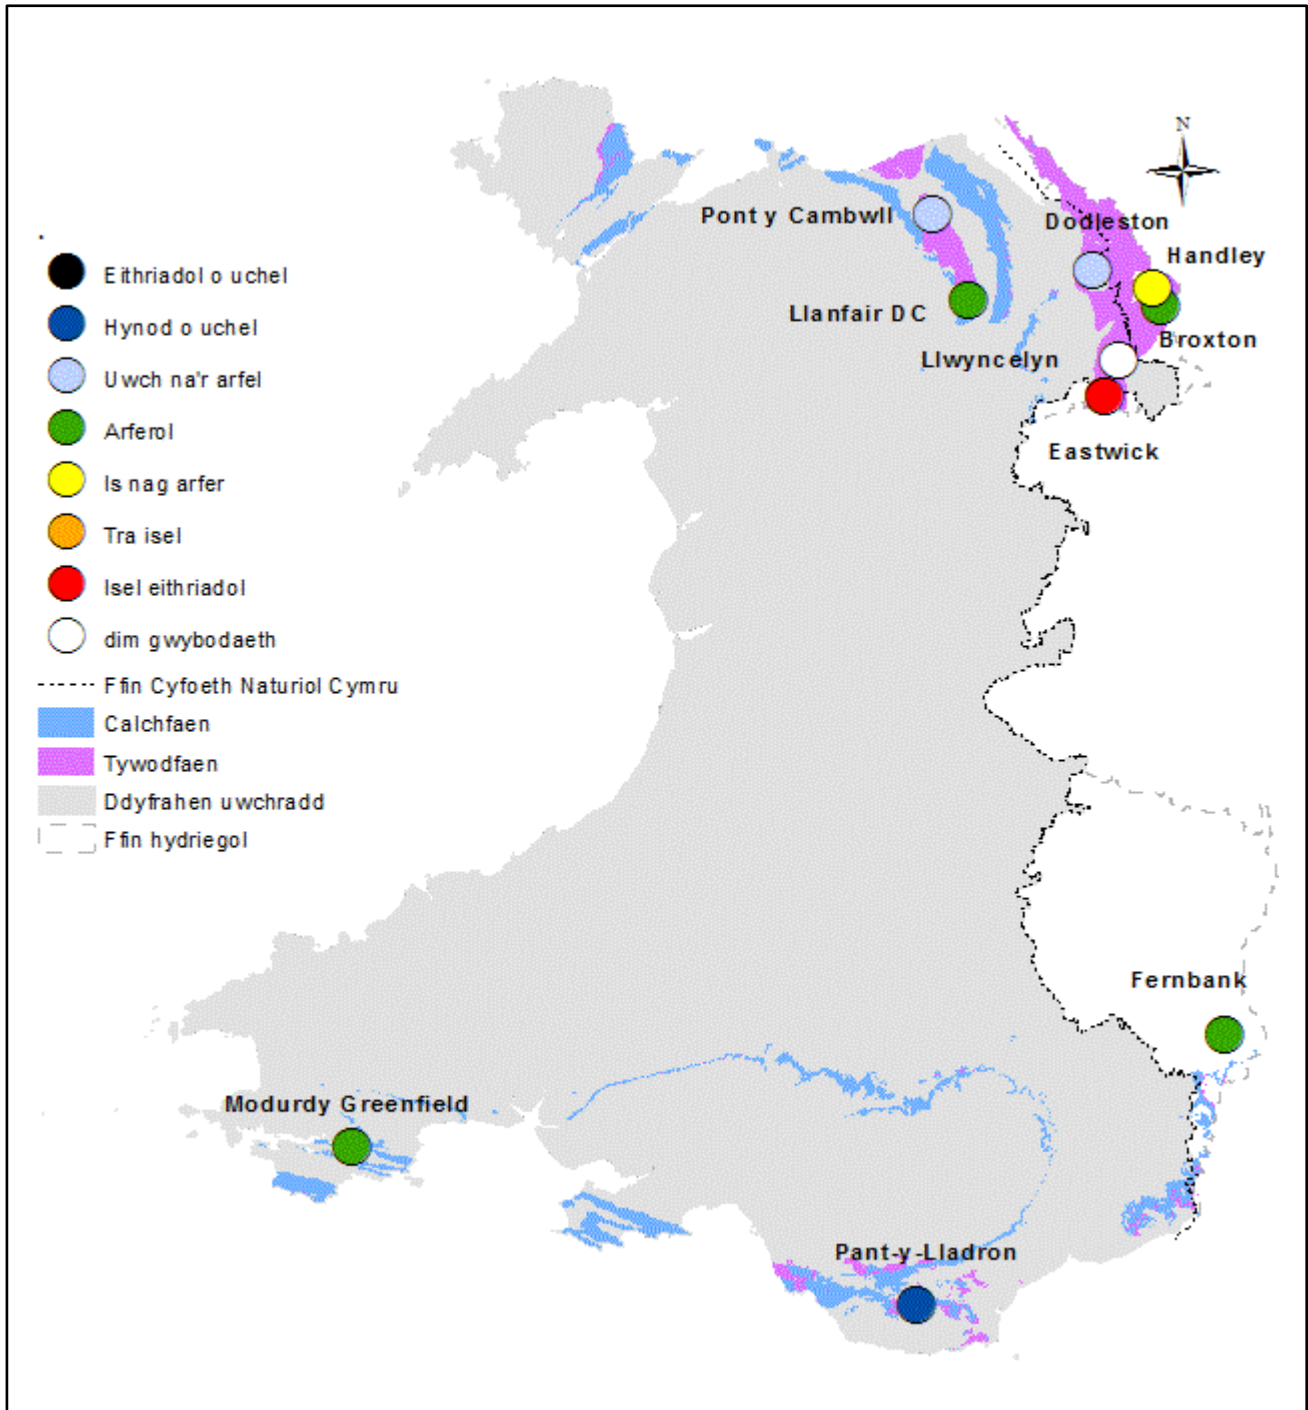 N
Pont y Cambwll
Dodleston
Handley
Llanfair DC
Broxton
Llwyncelyn
Eastwick
Eithriadol o uchel
Hynod o uchel
Uwch na'r arfel
Arferol
Is nag arfer
Tra isel
Isel eithriadol
dim gwybodaeth
Ffin Cyfoeth Naturiol Cymru
Calchfaen
Tywodfaen
Ddyfrahen uwchradd
Ffin hydriegol
Fernbank
Modurdy Greenfield
Pant-y-Lladron